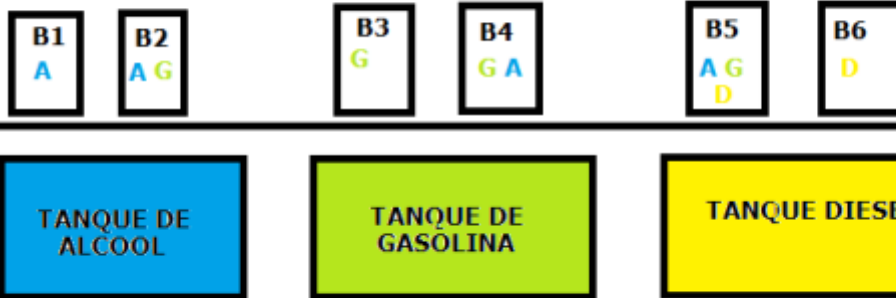 B1
A
B2
A G
B3
G
B4
G A
B5
A G
D
B6
D
TANQUE DE
ALCOOL
TANQUE DE
GASOLINA
TANQUE DIESE